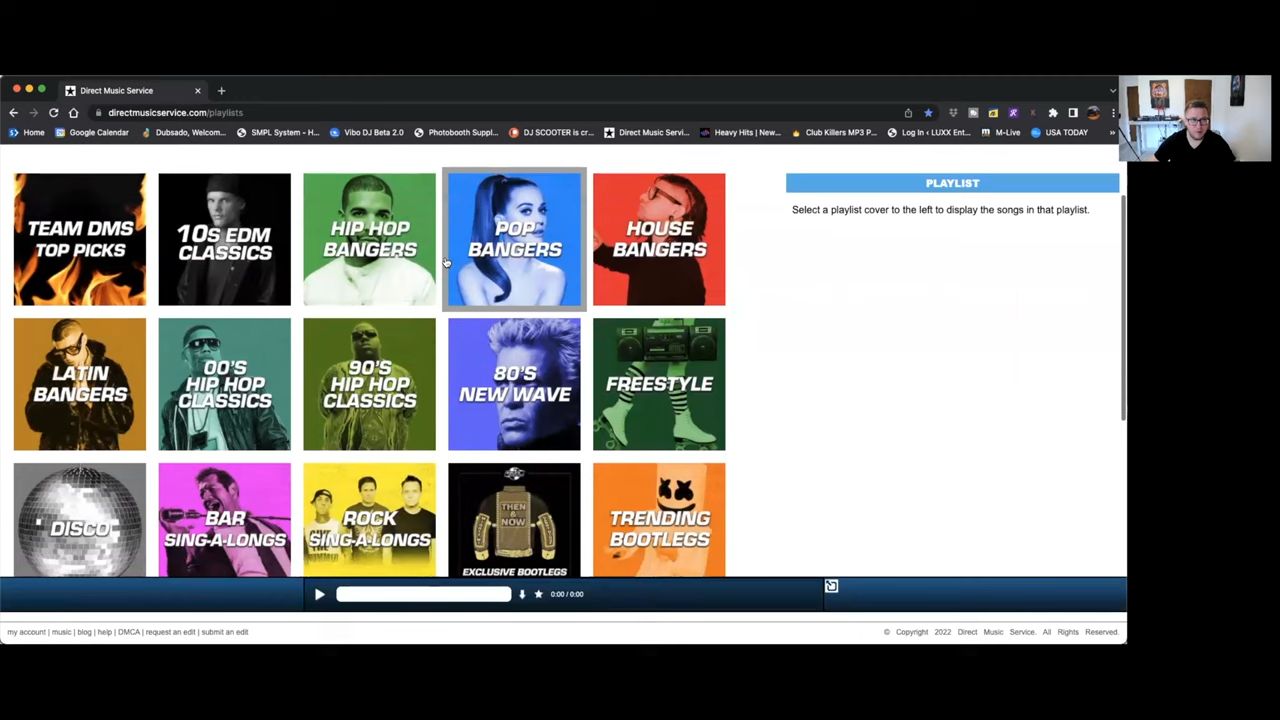 Direct Music Service
directmusicservice.com/playlists
Home Google Calendar Dubsado, Welcom... SMPL System - H... Vibo DJ Beta 2.0 Photobooth Suppl... DJ SCOOTER is cr... Direct Music Servi... Heavy Hits | New... Club Killers MP3 P... Log In ‹ LUXX Ent... M-Live USA TODAY »
TEAM DMS
TOP PICKS
10S EDM
CLASSICS
HIP HOP
BANGERS
POP
BANGERS
HOUSE
BANGERS
PLAYLIST
Select a playlist cover to the left to display the songs in that playlist.
LATIN
BANGERS
00'S
HIP HOP
CLASSICS
90'S
HIP HOP
CLASSICS
80'S
NEW WAVE
FREESTYLE
DISCO
BAR
SING-A-LONGS
ROCK
SING-A-LONGS
THEN
& NOW
EXCLUSIVE BOOTLEGS
TRENDING
BOOTLEGS
0:00 / 0:00
my account | music | blog | help | DMCA | request an edit | submit an edit
© Copyright 2022 Direct Music Service. All Rights Reserved.